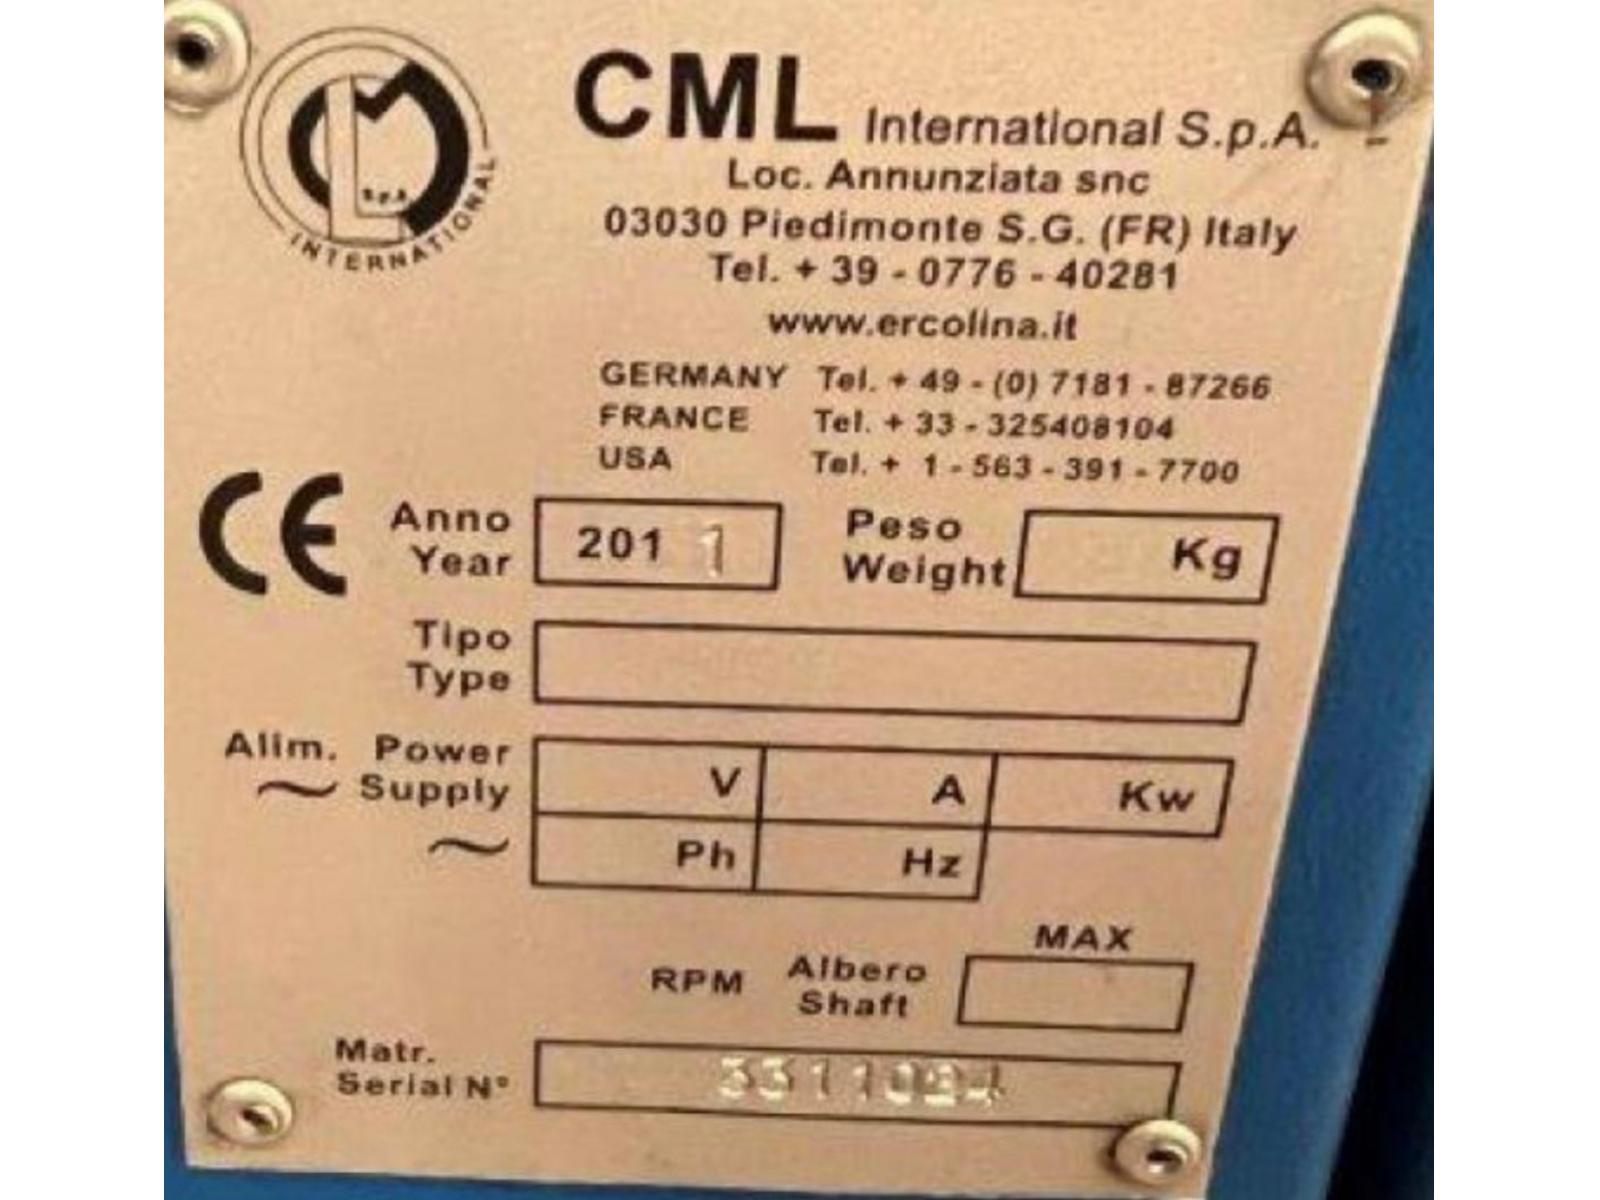 CML International S.p.A.
S.p.A
INTERNATIONAL
Loc. Annunziata snc
03030 Piedimonte S.G. (FR) Italy
Tel. + 39 - 0776 - 40281
www.ercolina.it
GERMANY Tel. + 49 - (0) 7181 - 87266
FRANCE Tel. + 33 - 325408104
USA Tel. + 1 - 563 - 391 - 7700
CE
Anno
Year
201 1
Peso
Weight
Kg
Tipo
Type
Alim. Power
~ Supply
~
V A Kw
Ph Hz
MAX
RPM
Albero
Shaft
Matr.
Serial N°